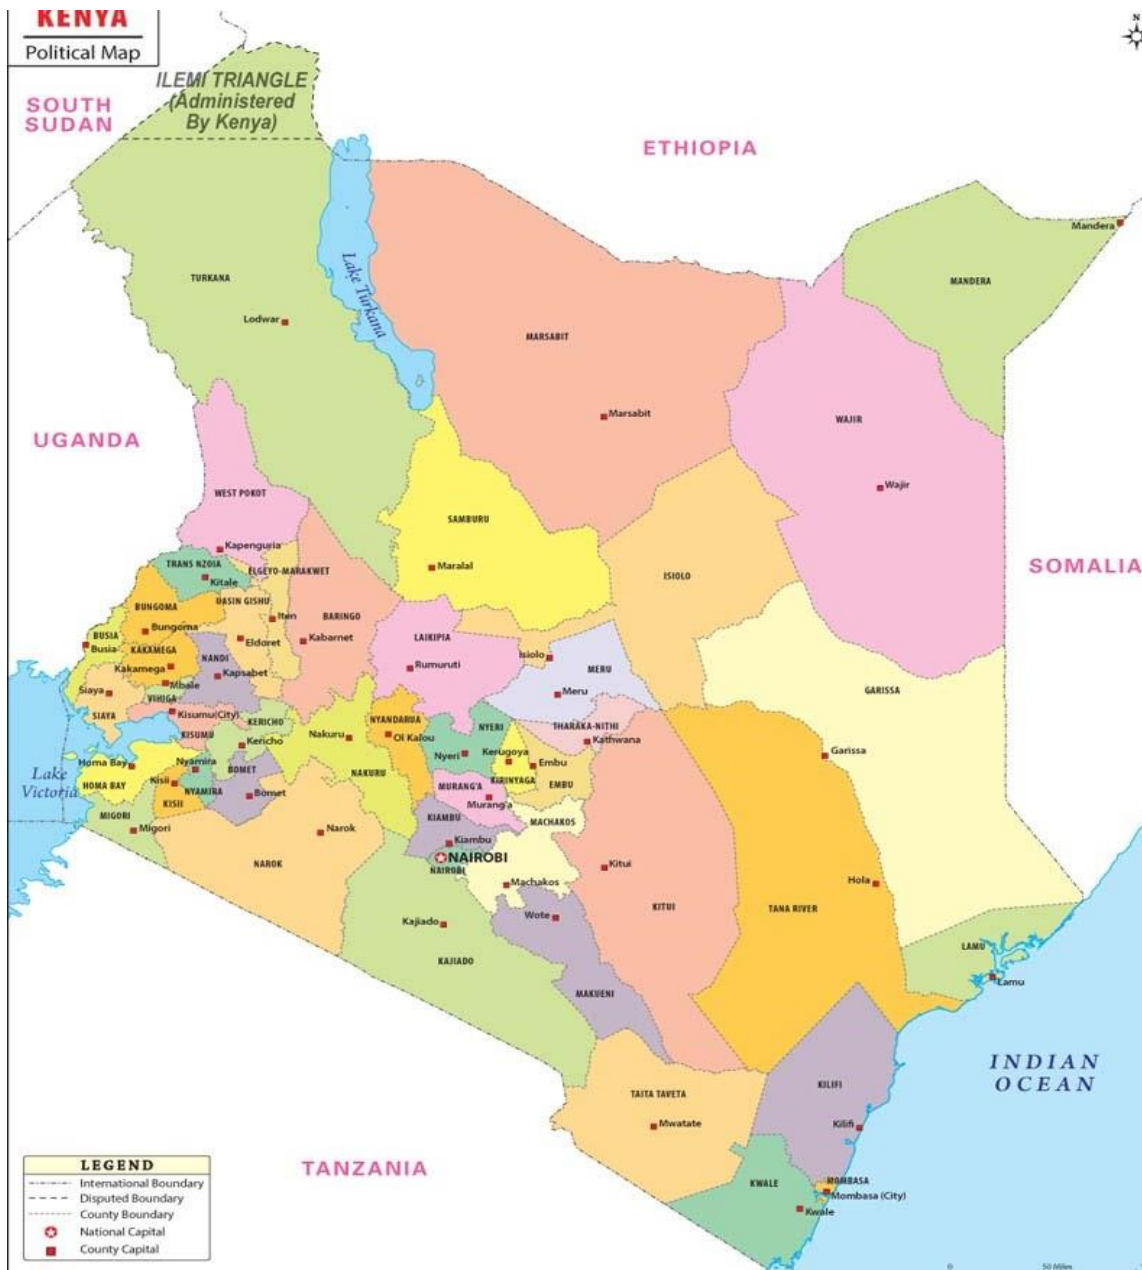 KENYA
Political Map
N
ILEMI TRIANGLE
(Administered
By Kenya)
SOUTH
SUDAN
ETHIOPIA
Mandera
MANDERA
TURKANA
Lake Turkana
Lodwar
MARSABIT
Marsabit
WAJIR
Wajir
UGANDA
WEST POKOT
SAMBURU
Kapenguria
TRANS NZOIA
ELGEYO-MARAKWET
Maralal
ISIOLO
SOMALIA
Kitale
UASIN GISHU
BUNGOMA
Iten
BARINGO
Bungoma
BUSIA
Eldoret
Kabarnet
LAIKIPIA
Busia
KAKAMEGA
NANDI
Isiolo
Kakamega
Kapsabet
Rumuruti
MERU
Mbale
Siaya
Meru
GARISSA
VIHIGA
SIAYA
Kisumu(City)
KERICHO
NYANDARUA
NYERI
THARAKA-NITHI
KISUMU
Kericho
Nakuru
Ol Kalou
Kathwana
Nyeri
Kerugoya
Garissa
Homa Bay
Nyamira
BOMET
NAKURU
Embu
Lake
Victoria
HOMA BAY
Kisii
NYAMIRA
KIRINYAGA
EMBU
KISII
Bomet
MURANG'A
Murang'a
MIGORI
KIAMBU
MACHAKOS
Migori
Narok
Kiambu
NAROK
NAIROBI
NAIROBI
Kitui
Machakos
Hola
KITUI
TANA RIVER
Kajiado
Wote
KAJIADO
LAMU
Lamu
MAKUENI
INDIAN
OCEAN
KILIFI
TAITA TAVETA
Mwatate
Kilifi
TANZANIA
KWALE
MOMBASA
Mombasa (City)
Kwale
LEGEND
International Boundary
Disputed Boundary
County Boundary
National Capital
County Capital
0 50 Miles